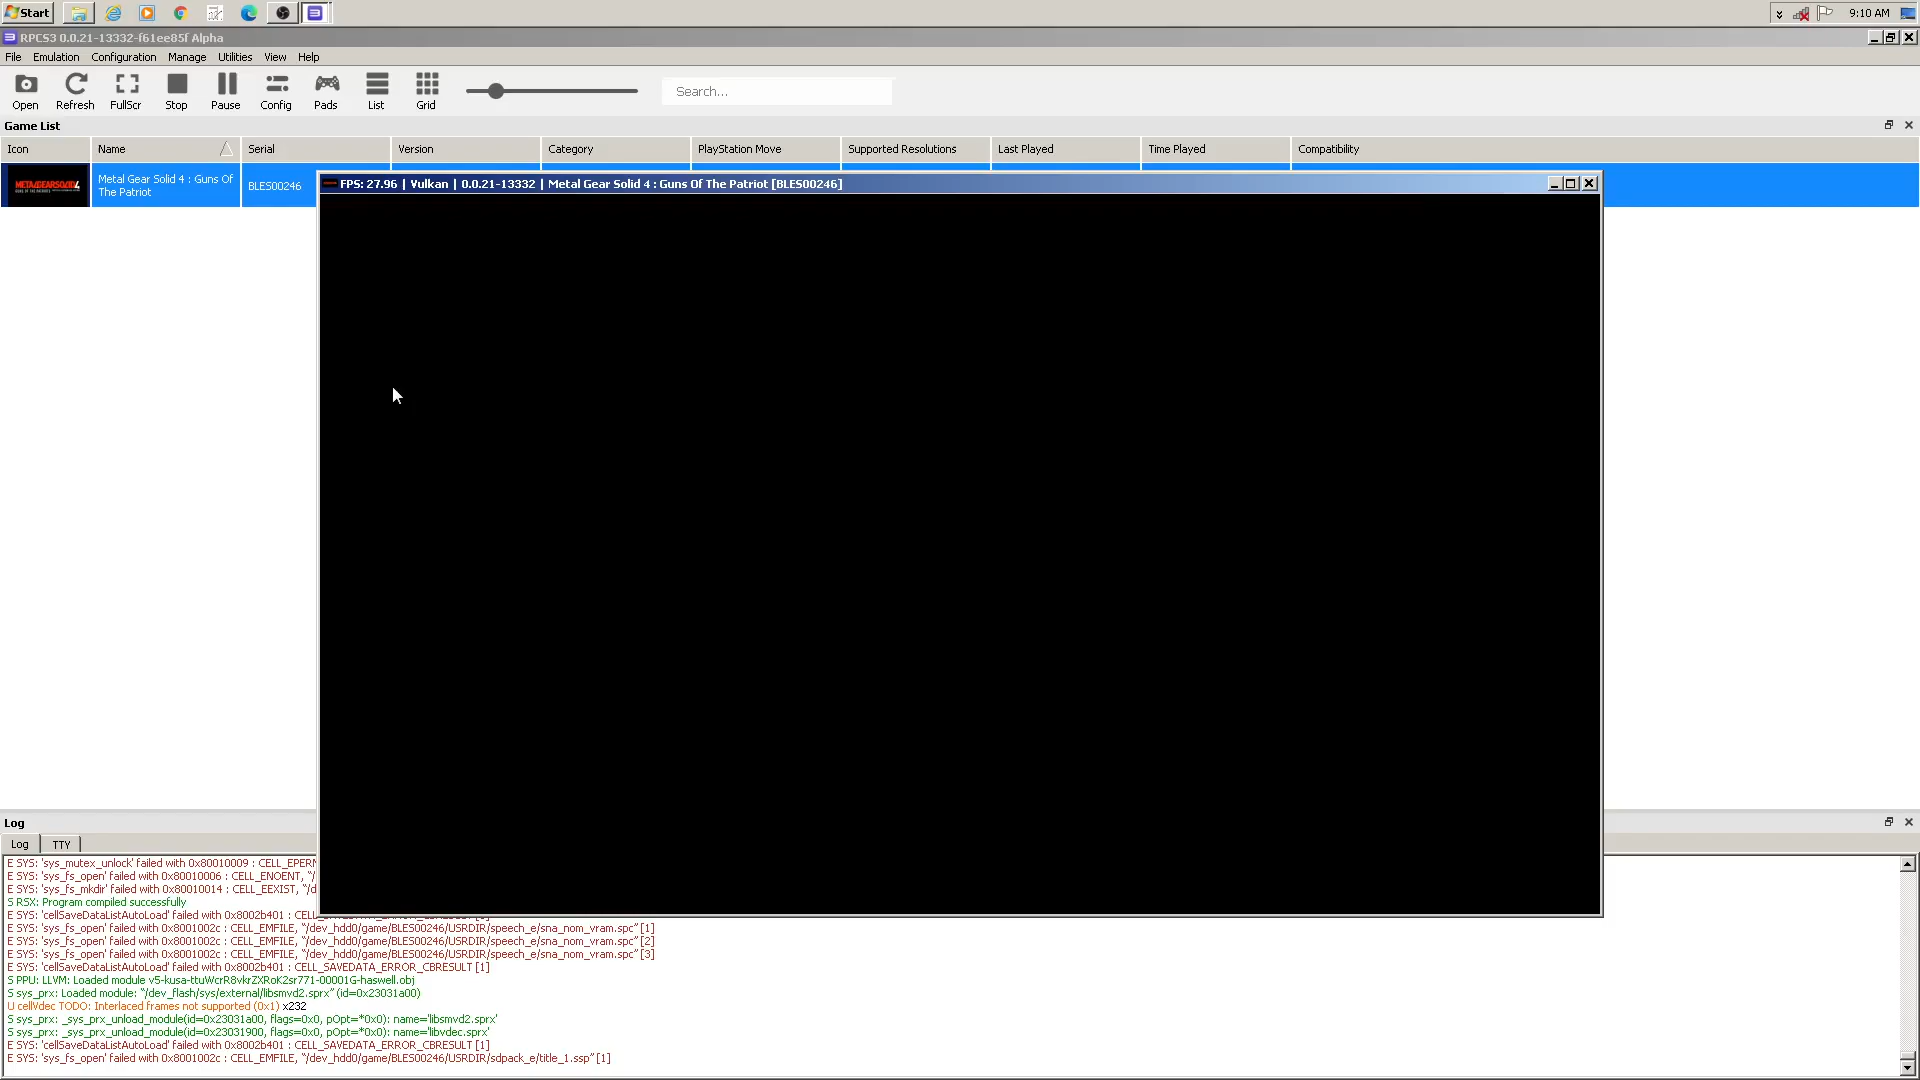 Start
9:10 AM
RPCS3 0.0.21-13332-f61ee85f Alpha
File Emulation Configuration Manage Utilities View Help
Open Refresh FullScr Stop Pause Config Pads List Grid Search...
Game List
Icon Name Serial Version Category PlayStation Move Supported Resolutions Last Played Time Played Compatibility
METAL GEAR SOLID 4
GUNS OF THE PATRIOTS
Metal Gear Solid 4 : Guns Of
The Patriot
BLES00246
FPS: 27.96 | Vulkan | 0.0.21-13332 | Metal Gear Solid 4 : Guns Of The Patriot [BLES00246]
Log
Log TTY
E SYS: 'sys_mutex_unlock' failed with 0x80010009 : CELL_EPERM
E SYS: 'sys_fs_open' failed with 0x80010006 : CELL_ENOENT, "/
E SYS: 'sys_fs_mkdir' failed with 0x80010014 : CELL_EEXIST, "/d
S RSX: Program compiled successfully
E SYS: 'cellSaveDataListAutoLoad' failed with 0x8002b401 :
E SYS: 'sys_fs_open' failed with 0x8001002c : CELL_EMFILE, "/dev_hdd0/game/BLES00246/USRDIR/speech_e/sna_nom_vram.spc" [1]
E SYS: 'sys_fs_open' failed with 0x8001002c : CELL_EMFILE, "/dev_hdd0/game/BLES00246/USRDIR/speech_e/sna_nom_vram.spc" [2]
E SYS: 'sys_fs_open' failed with 0x8001002c : CELL_EMFILE, "/dev_hdd0/game/BLES00246/USRDIR/speech_e/sna_nom_vram.spc" [3]
E SYS: 'cellSaveDataListAutoLoad' failed with 0x8002b401 : CELL_SAVEDATA_ERROR_CBRESULT [1]
S PPU: LLVM: Loaded module v5-kusa-ttuWcrR8vkrZXRoK2sr771-00001G-haswell.obj
S sys_prx: Loaded module: "/dev_flash/sys/external/libsmvd2.sprx" (id=0x23031a00)
U cellVdec TODO: Interlaced frames not supported (0x1) x232
S sys_prx: _sys_prx_unload_module(id=0x23031a00, flags=0x0, pOpt=*0x0): name='libsmvd2.sprx'
S sys_prx: _sys_prx_unload_module(id=0x23031900, flags=0x0, pOpt=*0x0): name='libvdec.sprx'
E SYS: 'cellSaveDataListAutoLoad' failed with 0x8002b401 : CELL_SAVEDATA_ERROR_CBRESULT [1]
E SYS: 'sys_fs_open' failed with 0x8001002c : CELL_EMFILE, "/dev_hdd0/game/BLES00246/USRDIR/sdpack_e/title_1.ssp" [1]